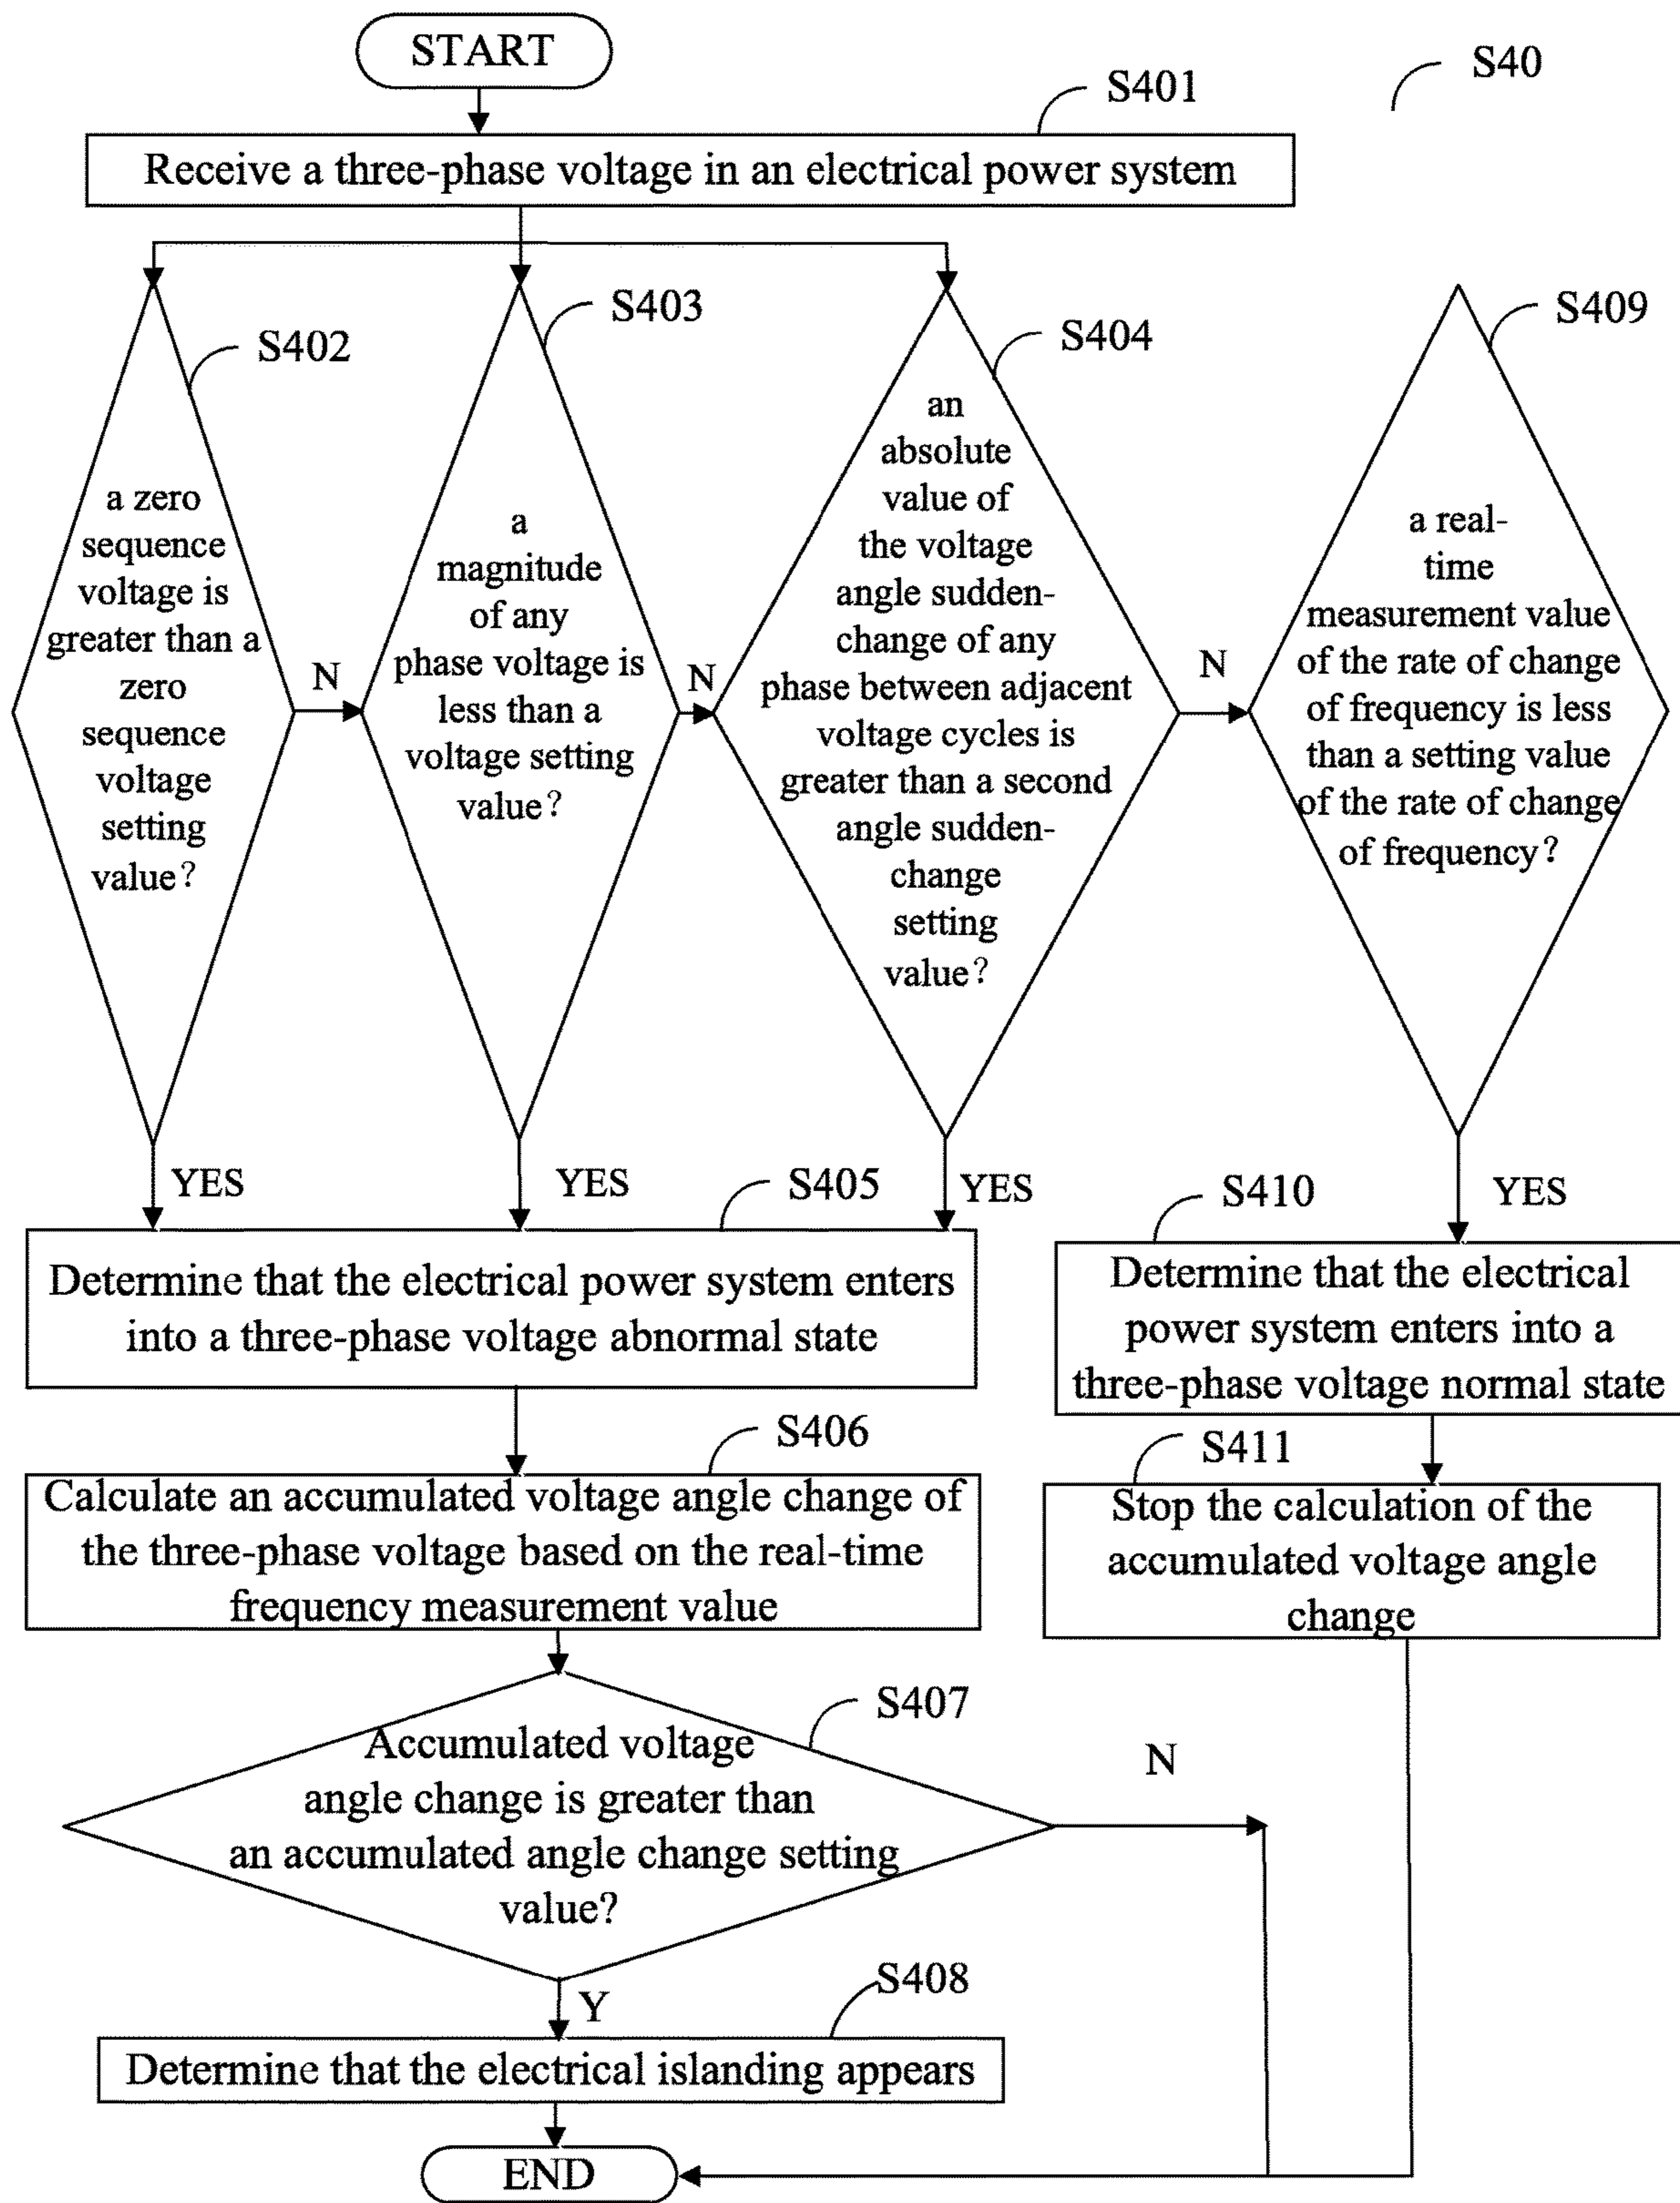 START
S40
S401
Receive a three-phase voltage in an electrical power system
S402
a zero
sequence
voltage is
greater than a
zero
sequence
voltage
setting
value?
N
S403
a
magnitude
of any
phase voltage is
less than a
voltage setting
value?
N
S404
an
absolute
value of
the voltage
angle sudden-
change of any
phase between adjacent
voltage cycles is
greater than a second
angle sudden-
change
setting
value?
N
S409
a real-
time
measurement value
of the rate of change
of frequency is less
than a setting value
of the rate of change
of frequency?
YES
YES
YES
YES
S405
Determine that the electrical power system enters
into a three-phase voltage abnormal state
S410
Determine that the electrical
power system enters into a
three-phase voltage normal state
S406
Calculate an accumulated voltage angle change of
the three-phase voltage based on the real-time
frequency measurement value
S411
Stop the calculation of the
accumulated voltage angle
change
S407
Accumulated voltage
angle change is greater than
an accumulated angle change setting
value?
N
Y
S408
Determine that the electrical islanding appears
END